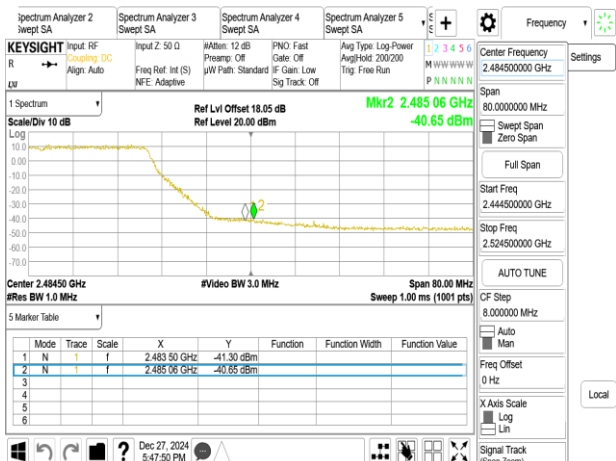 Spectrum Analyzer 2
Swept SA
Spectrum Analyzer 3
Swept SA
Spectrum Analyzer 4
Swept SA
Spectrum Analyzer 5
Swept SA
+
Frequency
KEYSIGHT
R
Input: RF
Coupling: DC
Align: Auto
Input Z: 50 Ω
Freq Ref: Int (S)
NFE: Adaptive
#Atten: 12 dB
Preamp: Off
µW Path: Standard
PNO: Fast
Gate: Off
IF Gain: Low
Sig Track: Off
Avg Type: Log-Power
Avg|Hold: 200/200
Trig: Free Run
1 2 3 4 5 6
M W W W W W
P N N N N N
1 Spectrum
Scale/Div 10 dB
Ref Lvl Offset 18.05 dB
Ref Level 20.00 dBm
Mkr2 2.485 06 GHz
-40.65 dBm
Log
10.0
0.00
-10.0
-20.0
-30.0
-40.0
-50.0
-60.0
-70.0
2
Center 2.48450 GHz
#Res BW 1.0 MHz
#Video BW 3.0 MHz
Span 80.00 MHz
Sweep 1.00 ms (1001 pts)
5 Marker Table
Mode Trace Scale X Y Function Function Width Function Value
1 N 1 f 2.483 50 GHz -41.30 dBm
2 N 1 f 2.485 06 GHz -40.65 dBm
3
4
5
6
?
Dec 27, 2024
5:47:50 PM
Center Frequency
2.484500000 GHz
Settings
Span
80.0000000 MHz
Swept Span
Zero Span
Full Span
Start Freq
2.444500000 GHz
Stop Freq
2.524500000 GHz
AUTO TUNE
CF Step
8.000000 MHz
Auto
Man
Freq Offset
0 Hz
X Axis Scale
Log
Lin
Local
Signal Track
(Span Zoom)